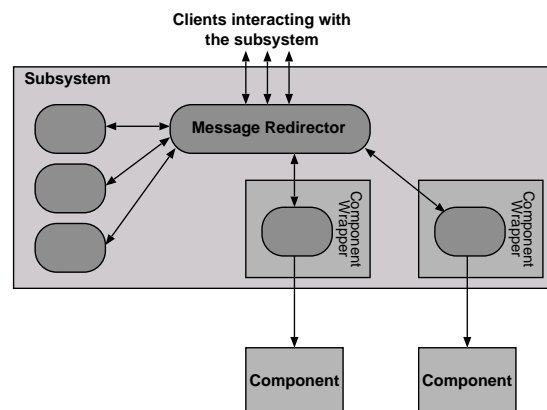 Clients interacting with
the subsystem
Subsystem
Message Redirector
Component
Wrapper
Component
Wrapper
Component
Component